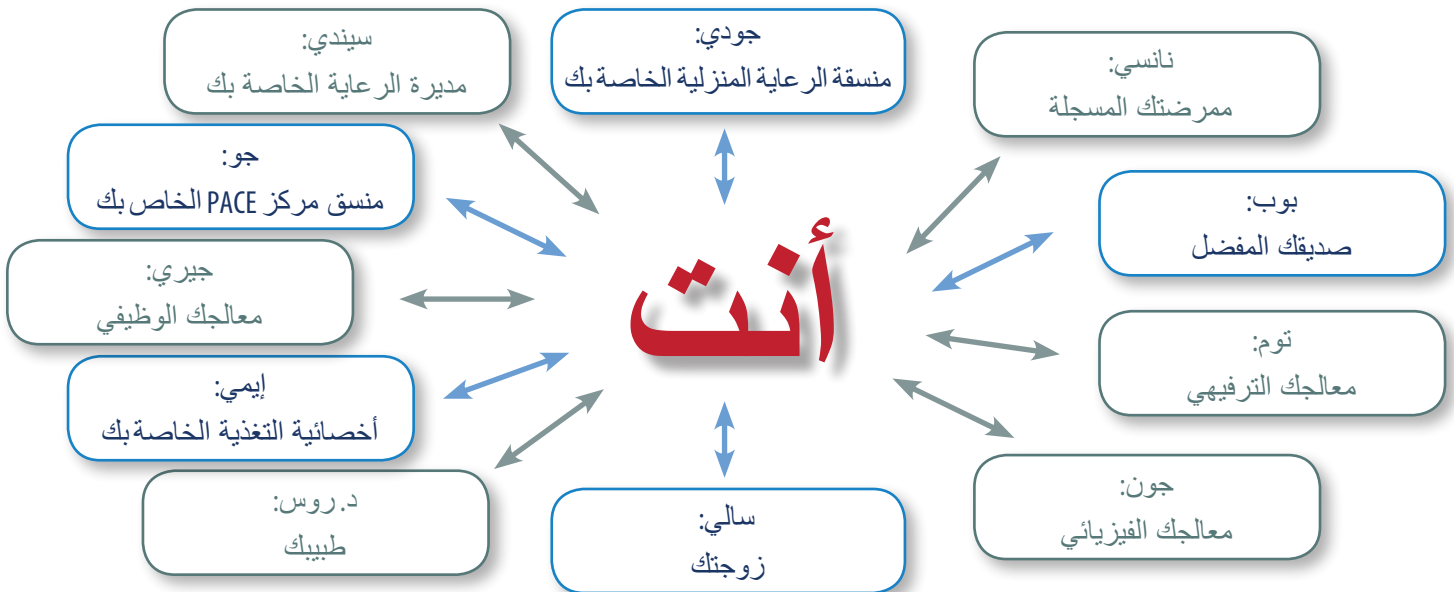 جودي:
منسقة الرعاية المنزلية الخاصة بك
نانسي:
ممرضتك المسجلة
بوب:
صديقك المفضل
توم:
معالجك الترفيهي
جون:
معالجك الفيزيائي
سالي:
زوجتك
د. روس:
طبيبك
إيمي:
أخصائية التغذية الخاصة بك
جيري:
معالجك الوظيفي
جو:
منسق مركز PACE الخاص بك
سيندي:
مديرة الرعاية الخاصة بك
أنت